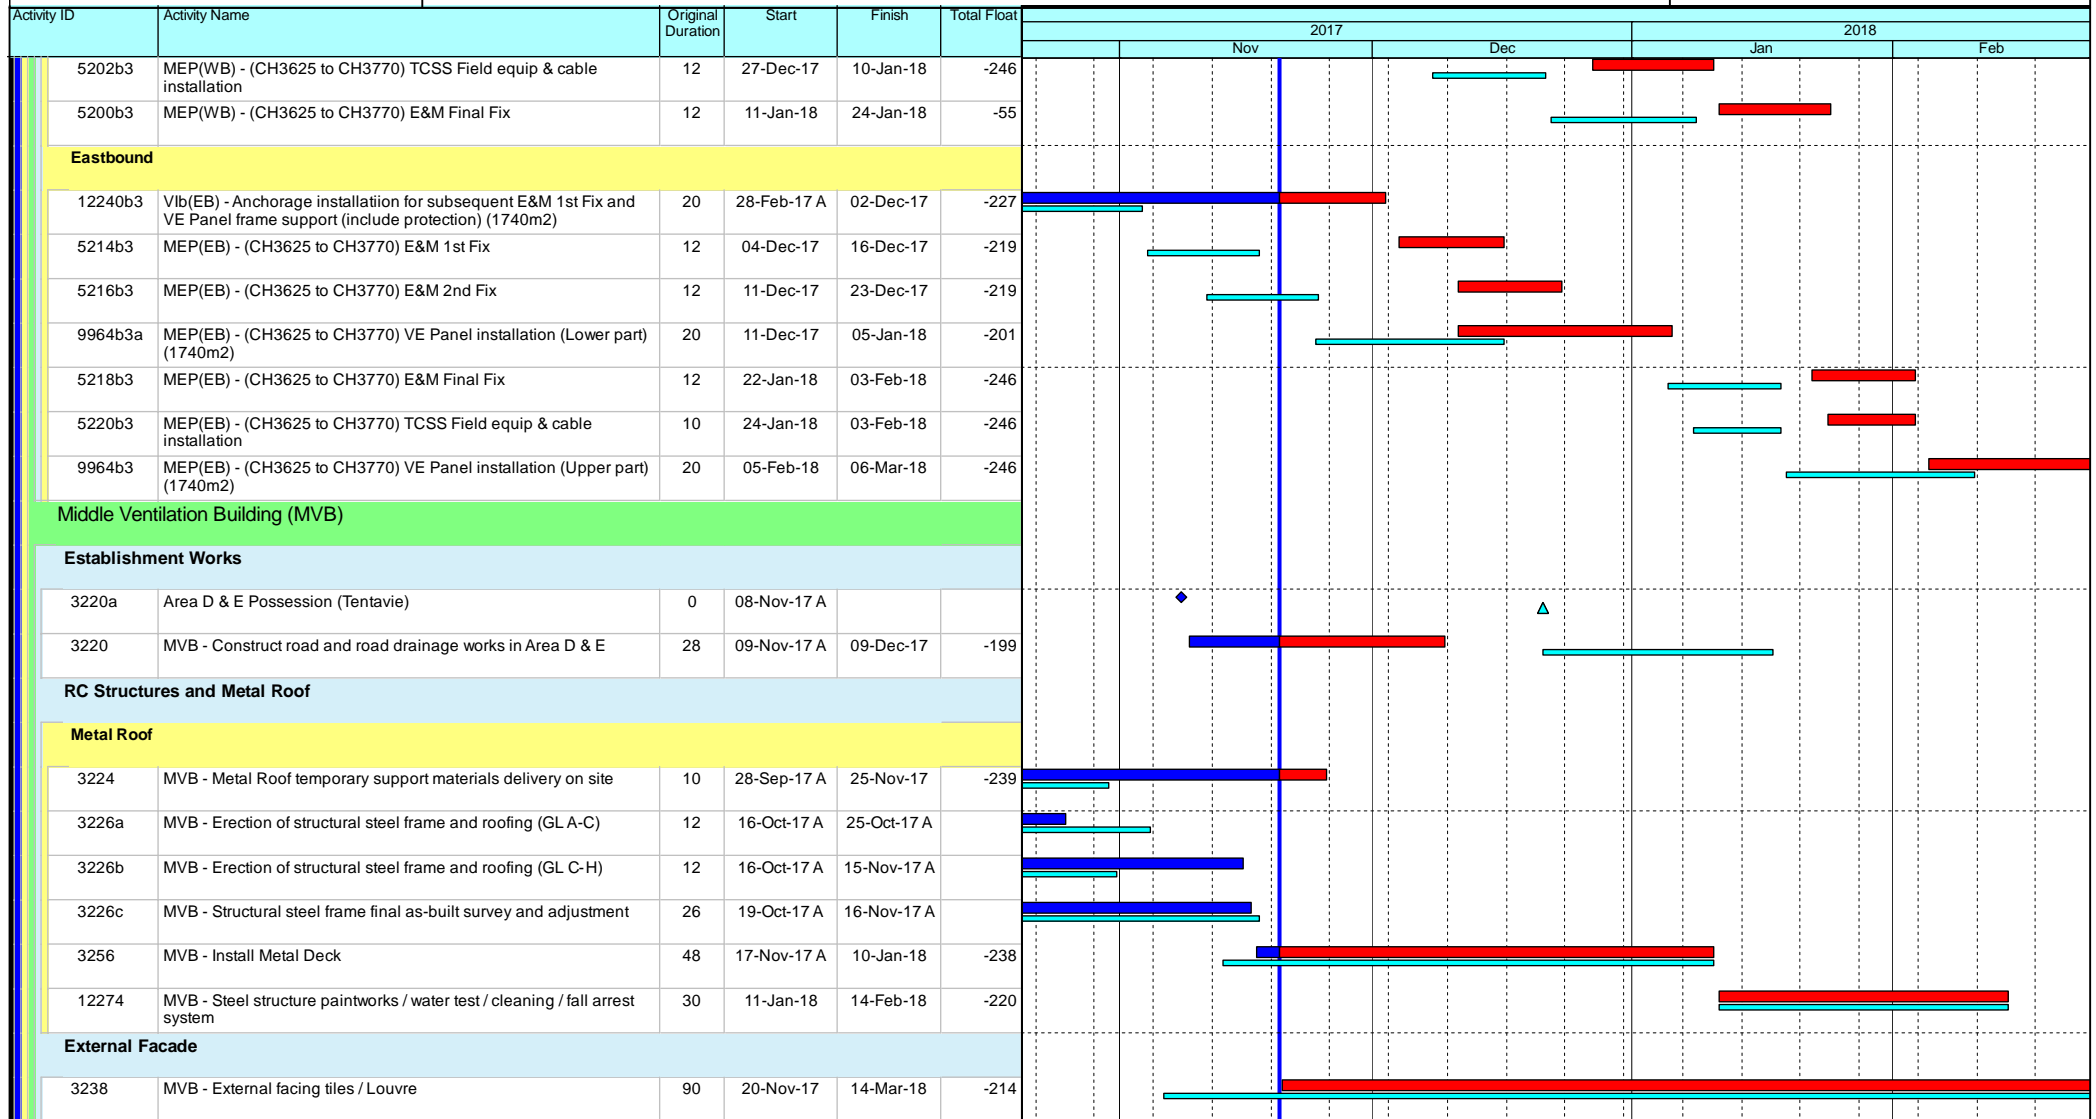 Activity ID Activity Name Original Duration Start Finish Total Float
2017 2018
Nov Dec Jan Feb
5202b3 MEP(WB) - (CH3625 to CH3770) TCSS Field equip & cable 12 27-Dec-17 10-Jan-18 -246
installation
5200b3 MEP(WB) - (CH3625 to CH3770) E&M Final Fix 12 11-Jan-18 24-Jan-18 -55
Eastbound
12240b3 VIb(EB) - Anchorage installatiion for subsequent E&M 1st Fix and 20 28-Feb-17 A 02-Dec-17 -227
VE Panel frame support (include protection) (1740m2)
5214b3 MEP(EB) - (CH3625 to CH3770) E&M 1st Fix 12 04-Dec-17 16-Dec-17 -219
5216b3 MEP(EB) - (CH3625 to CH3770) E&M 2nd Fix 12 11-Dec-17 23-Dec-17 -219
9964b3a MEP(EB) - (CH3625 to CH3770) VE Panel installation (Lower part) 20 11-Dec-17 05-Jan-18 -201
(1740m2)
5218b3 MEP(EB) - (CH3625 to CH3770) E&M Final Fix 12 22-Jan-18 03-Feb-18 -246
5220b3 MEP(EB) - (CH3625 to CH3770) TCSS Field equip & cable 10 24-Jan-18 03-Feb-18 -246
installation
9964b3 MEP(EB) - (CH3625 to CH3770) VE Panel installation (Upper part) 20 05-Feb-18 06-Mar-18 -246
(1740m2)
Middle Ventilation Building (MVB)
Establishment Works
3220a Area D & E Possession (Tentavie) 0 08-Nov-17 A
3220 MVB - Construct road and road drainage works in Area D & E 28 09-Nov-17 A 09-Dec-17 -199
RC Structures and Metal Roof
Metal Roof
3224 MVB - Metal Roof temporary support materials delivery on site 10 28-Sep-17 A 25-Nov-17 -239
3226a MVB - Erection of structural steel frame and roofing (GL A-C) 12 16-Oct-17 A 25-Oct-17 A
3226b MVB - Erection of structural steel frame and roofing (GL C-H) 12 16-Oct-17 A 15-Nov-17 A
3226c MVB - Structural steel frame final as-built survey and adjustment 26 19-Oct-17 A 16-Nov-17 A
3256 MVB - Install Metal Deck 48 17-Nov-17 A 10-Jan-18 -238
12274 MVB - Steel structure paintworks / water test / cleaning / fall arrest 30 11-Jan-18 14-Feb-18 -220
system
External Facade
3238 MVB - External facing tiles / Louvre 90 20-Nov-17 14-Mar-18 -214